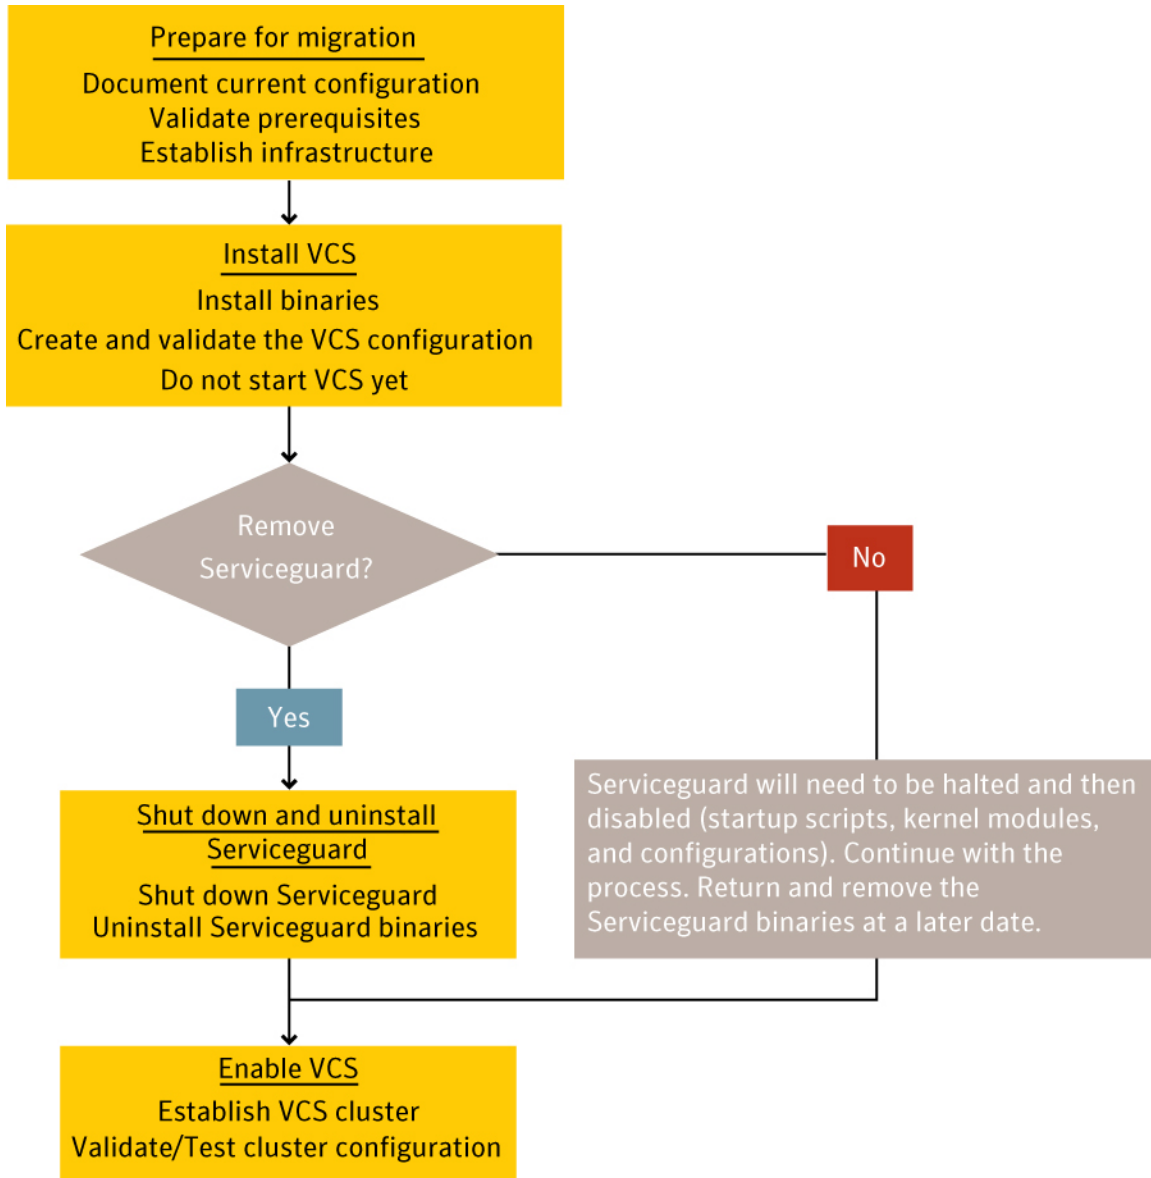 Prepare for migration
Document current configuration
Validate prerequisites
Establish infrastructure
Install VCS
Install binaries
Create and validate the VCS configuration
Do not start VCS yet
Remove
Serviceguard?
No
Yes
Shut down and uninstall
Serviceguard
Shut down Serviceguard
Uninstall Serviceguard binaries
Serviceguard will need to be halted and then
disabled (startup scripts, kernel modules,
and configurations). Continue with the
process. Return and remove the
Serviceguard binaries at a later date.
Enable VCS
Establish VCS cluster
Validate/Test cluster configuration